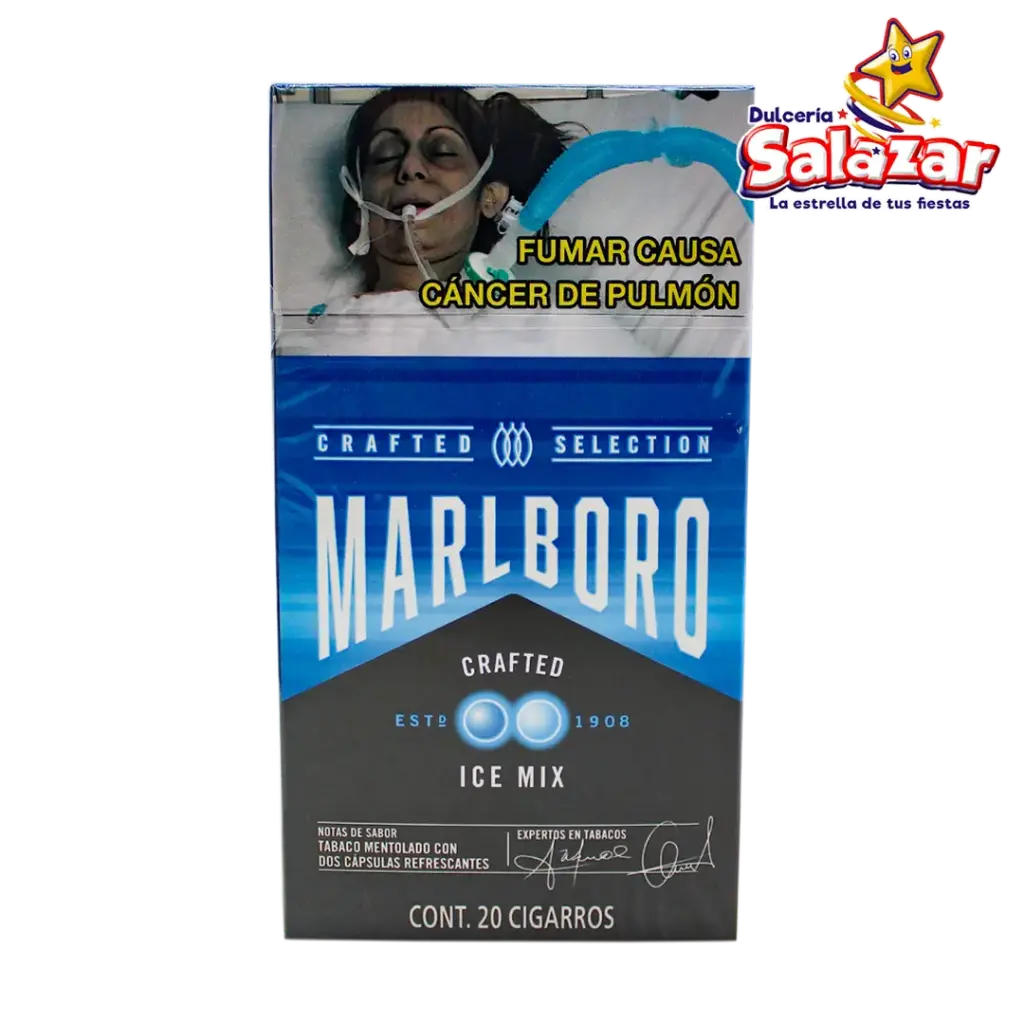 Dulcería
Salazar
La estrella de tus fiestas
FUMAR CAUSA
CÁNCER DE PULMÓN
CRAFTED SELECTION
MARLBORO
CRAFTED
ESTD 1908
ICE MIX
NOTAS DE SABOR
TABACO MENTOLADO CON
DOS CÁPSULAS REFRESCANTES
EXPERTOS EN TABACOS
CONT. 20 CIGARROS